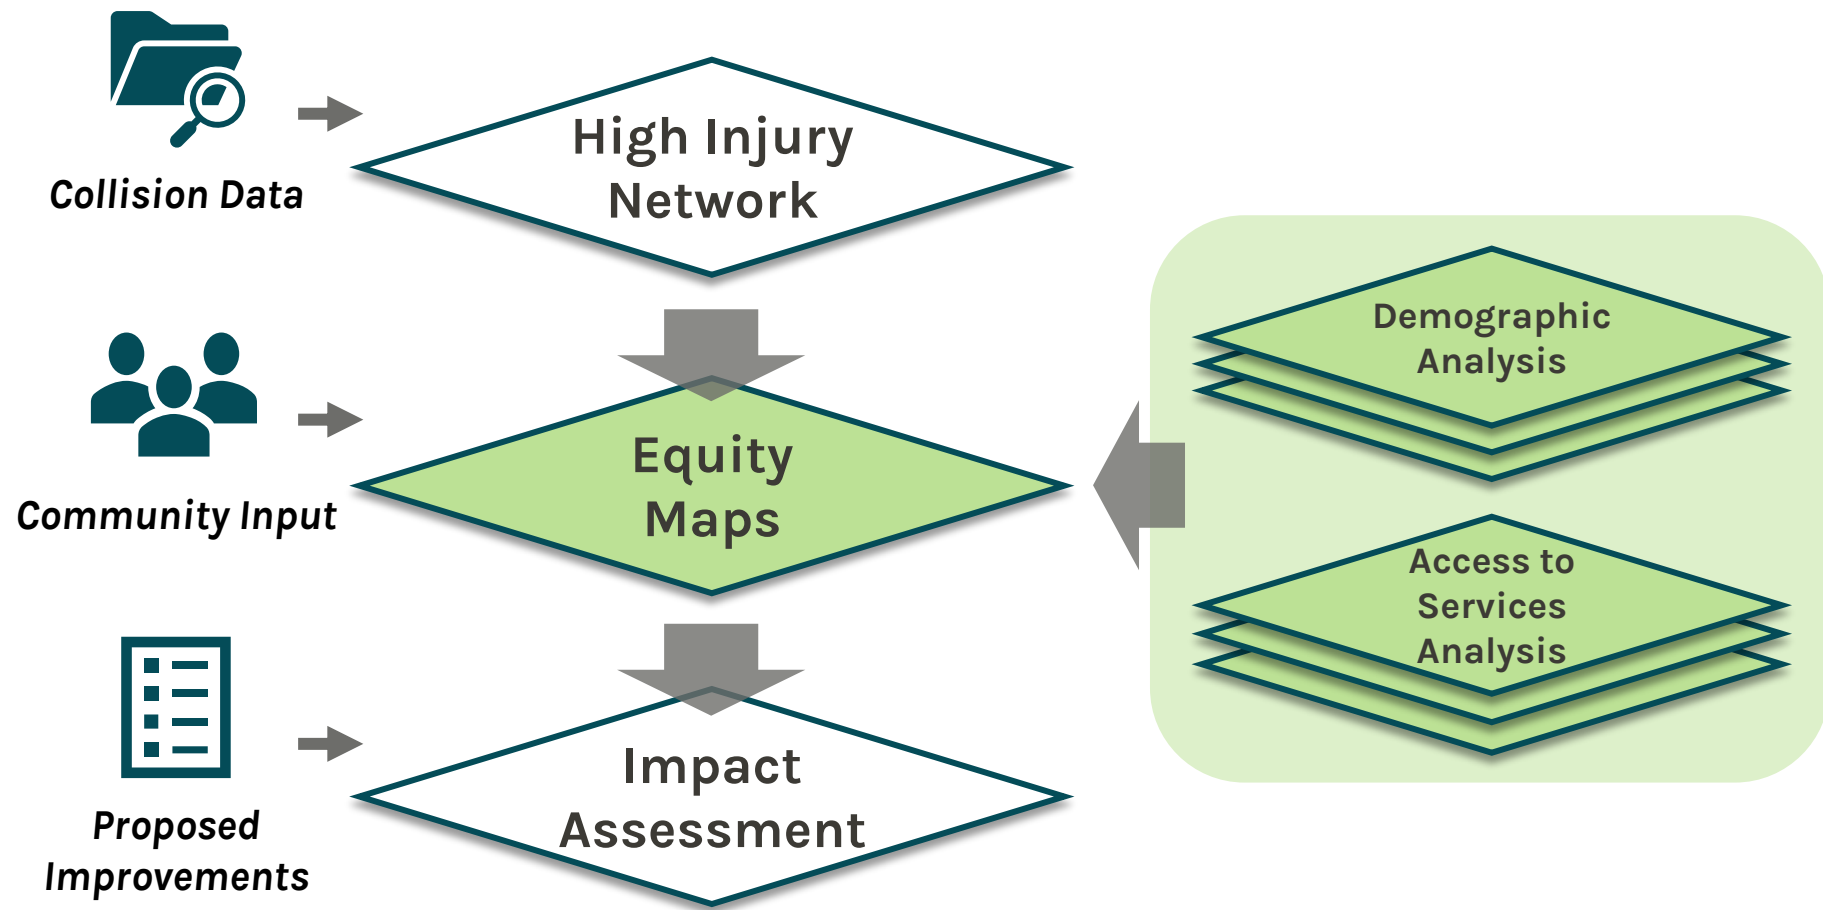 Collision Data
High Injury
Network
Community Input
Equity
Maps
Proposed
Improvements
Impact
Assessment
Demographic
Analysis
Access to
Services
Analysis